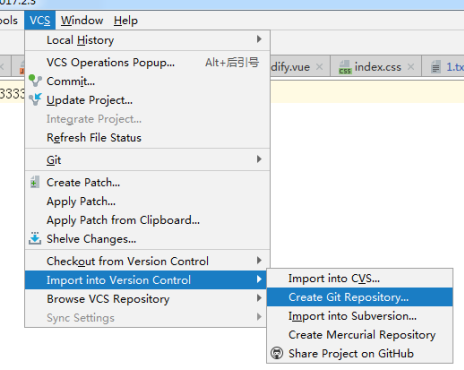 2017.2.3
ools VCS Window Help
Local History
VCS Operations Popup... Alt+后引号
Commit...
dify.vue × index.css × 1.tx
Update Project...
3333
Integrate Project...
Refresh File Status
Git
Create Patch...
Apply Patch...
Apply Patch from Clipboard...
Shelve Changes...
Checkout from Version Control
Import into Version Control
Browse VCS Repository
Sync Settings
Import into CVS...
Create Git Repository...
Import into Subversion...
Create Mercurial Repository
Share Project on GitHub